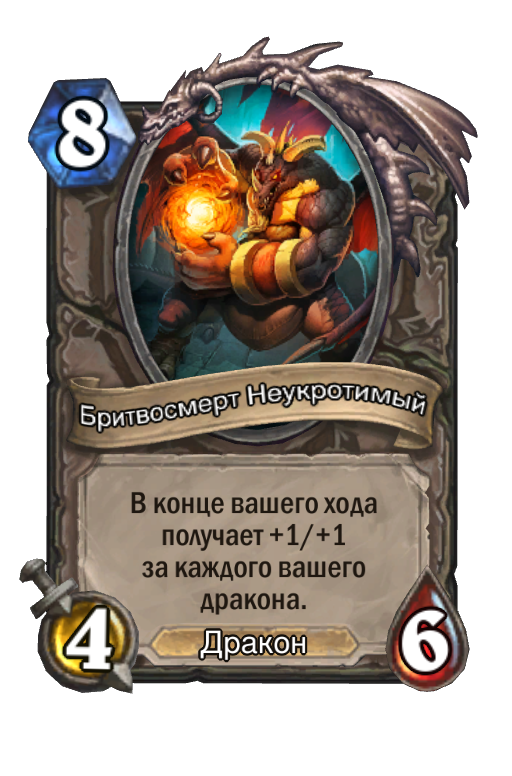 8
Бритвосмерт Неукротимый
В конце вашего хода
получает +1/+1
за каждого вашего
дракона.
4
Дракон
6